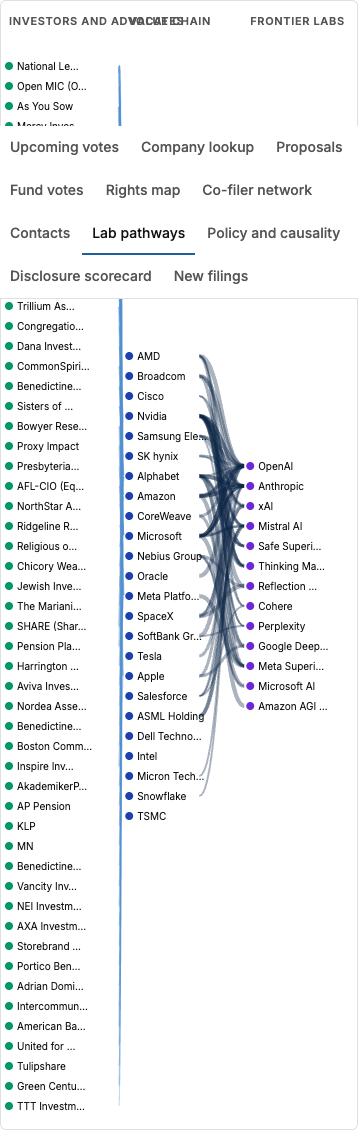 INVESTORS AND ADVOCATES
VALUE CHAIN
FRONTIER LABS
National Le...
Open MIC (O...
As You Sow
Mercy Inves...
Upcoming votes
Company lookup
Proposals
Fund votes
Rights map
Co-filer network
Contacts
Lab pathways
Policy and causality
Disclosure scorecard
New filings
Trillium As...
Congregatio...
Dana Invest...
CommonSpiri...
Benedictine...
Sisters of ...
Bowyer Rese...
Proxy Impact
Presbyteria...
AFL-CIO (Eq...
NorthStar A...
Ridgeline R...
Religious o...
Chicory Wea...
Jewish Inve...
The Mariani...
SHARE (Shar...
Pension Pla...
Harrington ...
Aviva Inves...
Nordea Asse...
Benedictine...
Boston Comm...
Inspire Inv...
AkademikerP...
AP Pension
KLP
MN
Benedictine...
Vancity Inv...
NEI Investm...
AXA Investm...
Storebrand ...
Portico Ben...
Adrian Domi...
Intercommun...
American Ba...
United for ...
Tulipshare
Green Centu...
TTT Investm...
AMD
Broadcom
Cisco
Nvidia
Samsung Ele...
SK hynix
Alphabet
Amazon
CoreWeave
Microsoft
Nebius Group
Oracle
Meta Platfo...
SpaceX
SoftBank Gr...
Tesla
Apple
Salesforce
ASML Holding
Dell Techno...
Intel
Micron Tech...
Snowflake
TSMC
OpenAI
Anthropic
xAI
Mistral AI
Safe Superi...
Thinking Ma...
Reflection ...
Cohere
Perplexity
Google Deep...
Meta Superi...
Microsoft AI
Amazon AGI ...